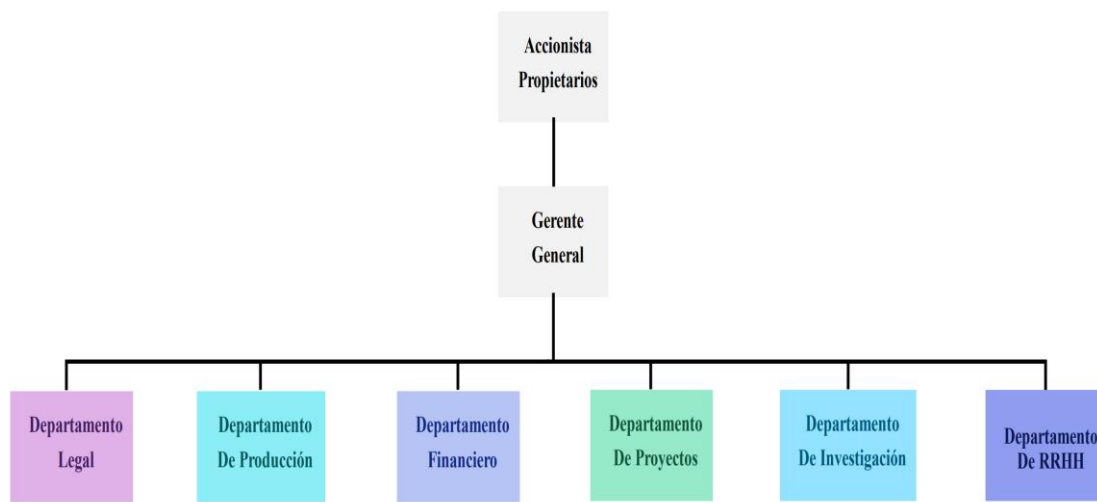 Accionista
Propietarios
Gerente
General
Departamento
Legal
Departamento
De Producción
Departamento
Financiero
Departamento
De Proyectos
Departamento
De Investigación
Departamento
De RRHH